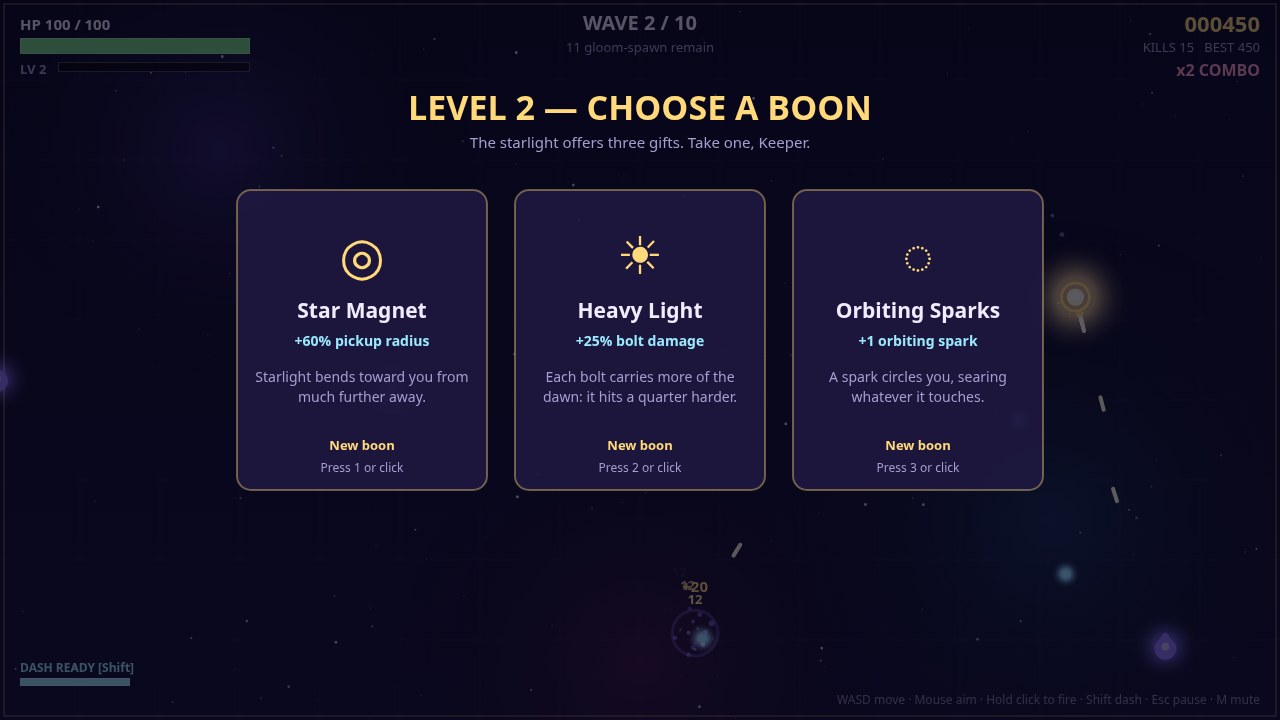 HP 100 / 100
LV 2
WAVE 2 / 10
11 gloom-spawn remain
000450
KILLS 15 BEST 450
x2 COMBO
LEVEL 2 — CHOOSE A BOON
The starlight offers three gifts. Take one, Keeper.
Star Magnet
+60% pickup radius
Starlight bends toward you from
much further away.
New boon
Press 1 or click
Heavy Light
+25% bolt damage
Each bolt carries more of the
dawn: it hits a quarter harder.
New boon
Press 2 or click
Orbiting Sparks
+1 orbiting spark
A spark circles you, searing
whatever it touches.
New boon
Press 3 or click
12
DASH READY [Shift]
WASD move · Mouse aim · Hold click to fire · Shift dash · Esc pause · M mute